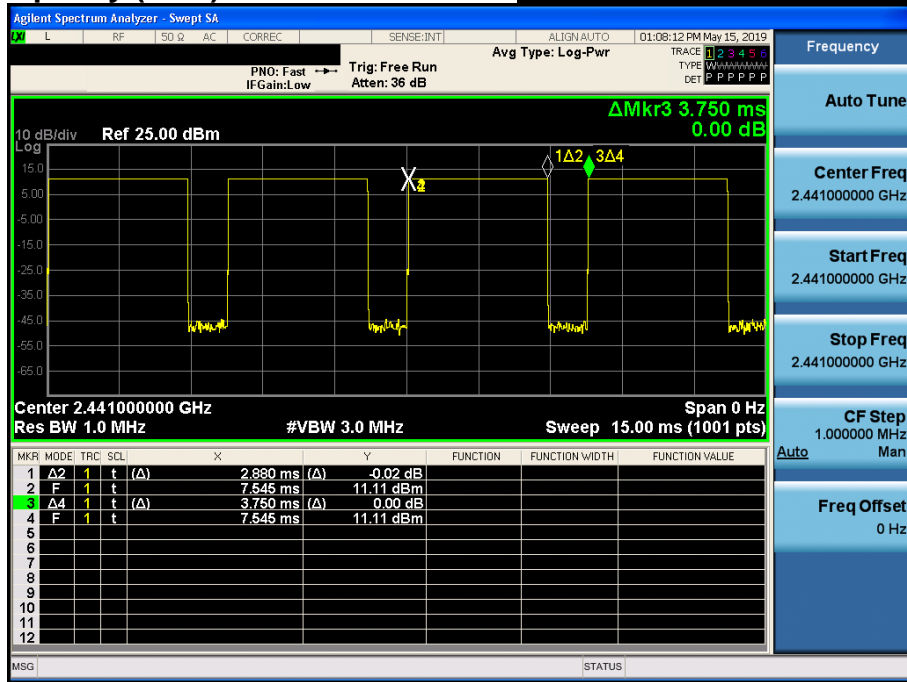 Agilent Spectrum Analyzer - Swept SA
LXI L RF 50 Ω AC CORREC SENSE:INT ALIGN AUTO 01:08:12 PM May 15, 2019
Avg Type: Log-Pwr TRACE 1 2 3 4 5 6
PNO: Fast Trig: Free Run TYPE WWWWWW
IFGain:Low Atten: 36 dB DET P P P P P P
Frequency
Auto Tune
Center Freq
2.441000000 GHz
Start Freq
2.441000000 GHz
Stop Freq
2.441000000 GHz
CF Step
1.000000 MHz
Auto Man
Freq Offset
0 Hz
ΔMkr3 3.750 ms
0.00 dB
10 dB/div Ref 25.00 dBm
Log
15.0
5.00
-5.00
-15.0
-25.0
-35.0
-45.0
-55.0
-65.0
1Δ2 3Δ4
X
Center 2.441000000 GHz Span 0 Hz
Res BW 1.0 MHz #VBW 3.0 MHz Sweep 15.00 ms (1001 pts)
MKR MODE TRC SCL X Y FUNCTION FUNCTION WIDTH FUNCTION VALUE
1 Δ2 1 t (Δ) 2.880 ms (Δ) -0.02 dB
2 F 1 t 7.545 ms 11.11 dBm
3 Δ4 1 t (Δ) 3.750 ms (Δ) 0.00 dB
4 F 1 t 7.545 ms 11.11 dBm
5
6
7
8
9
10
11
12
MSG STATUS